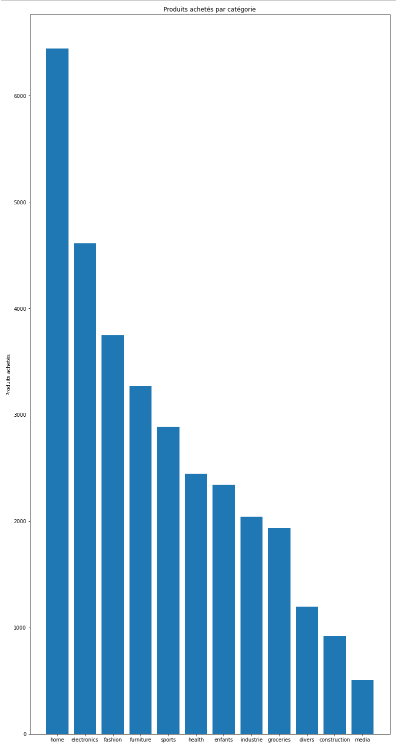 Produits achetés par catégorie
Produits achetés
6000
5000
4000
3000
2000
1000
0
home electronics fashion furniture sports health enfants industrie groceries divers construction media